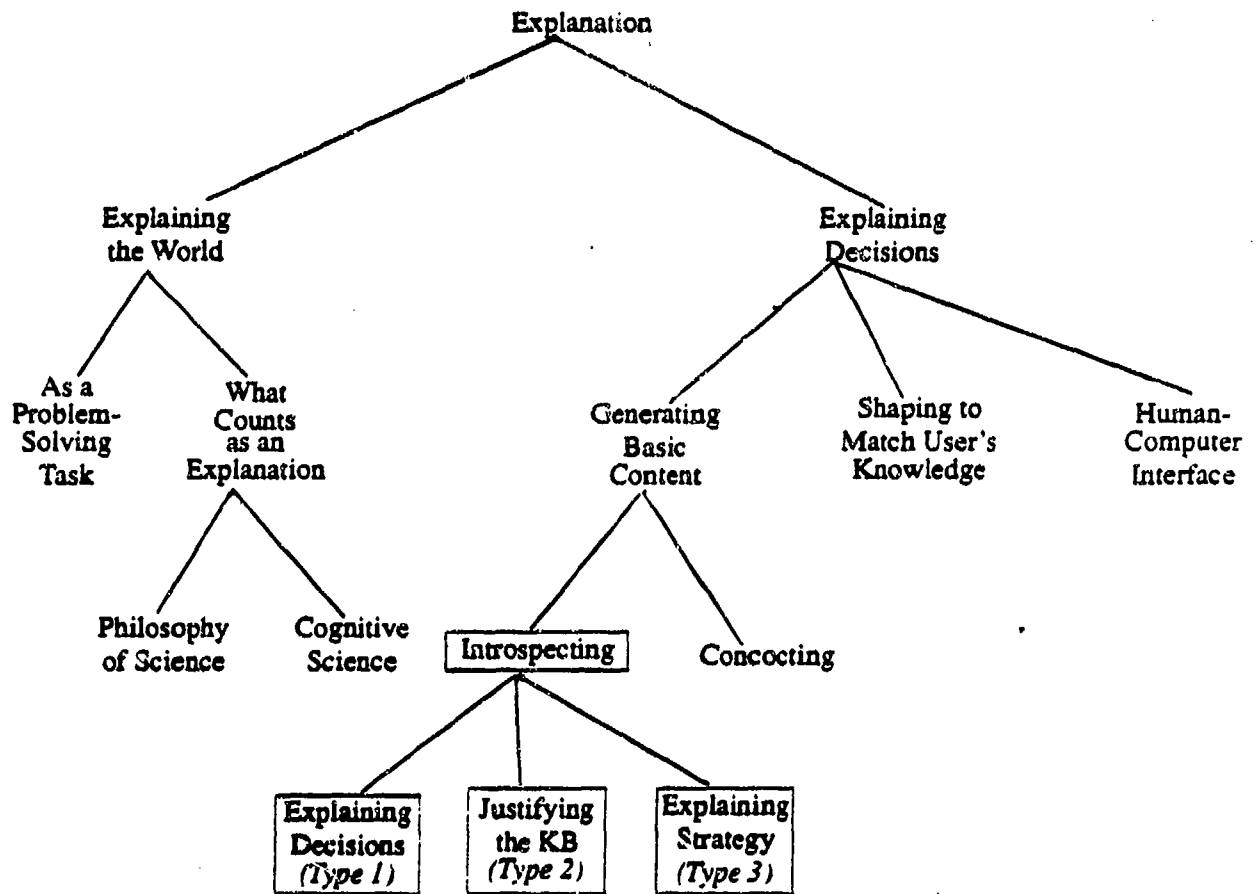 Explanation
Explaining
the World
Explaining
Decisions
As a
Problem-
Solving
Task
What
Counts
as an
Explanation
Generating
Basic
Content
Shaping to
Match User's
Knowledge
Human-
Computer
Interface
Philosophy
of Science
Cognitive
Science
Introspecting
Concocting
Explaining
Decisions
(Type 1)
Justifying
the KB
(Type 2)
Explaining
Strategy
(Type 3)